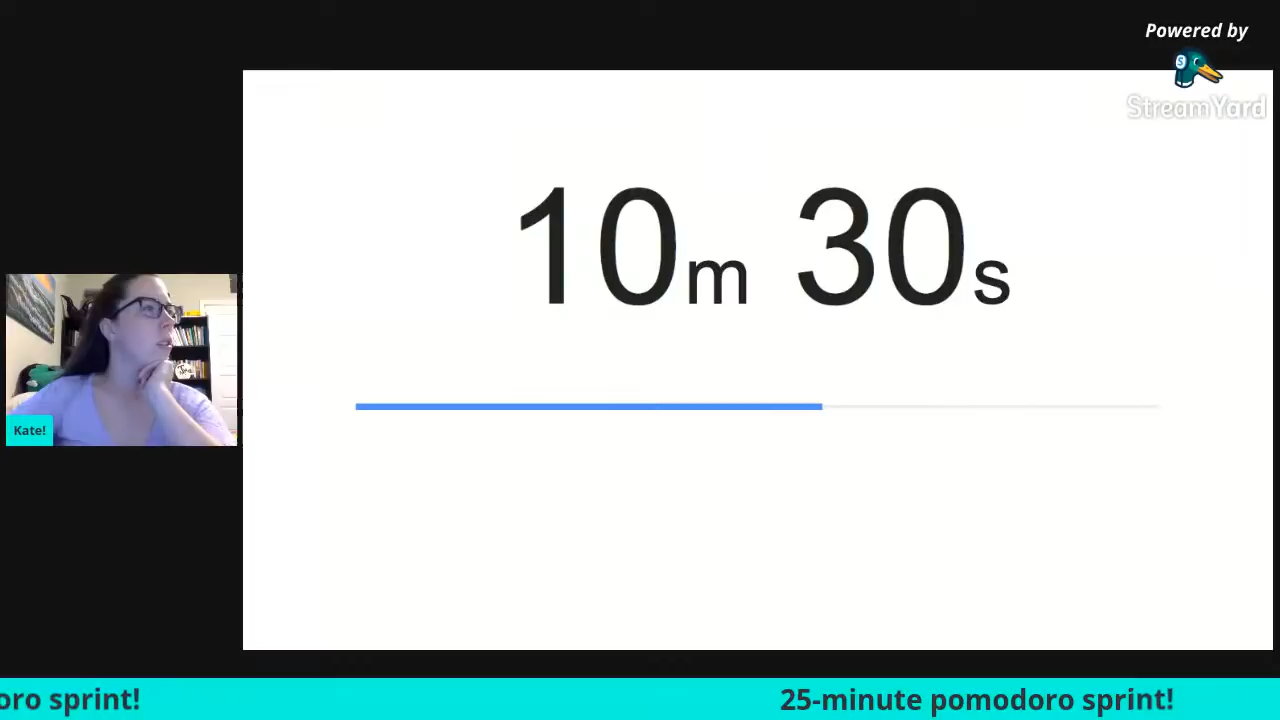 Powered by
StreamYard
10m 30s
Kate!
oro sprint!
25-minute pomodoro sprint!